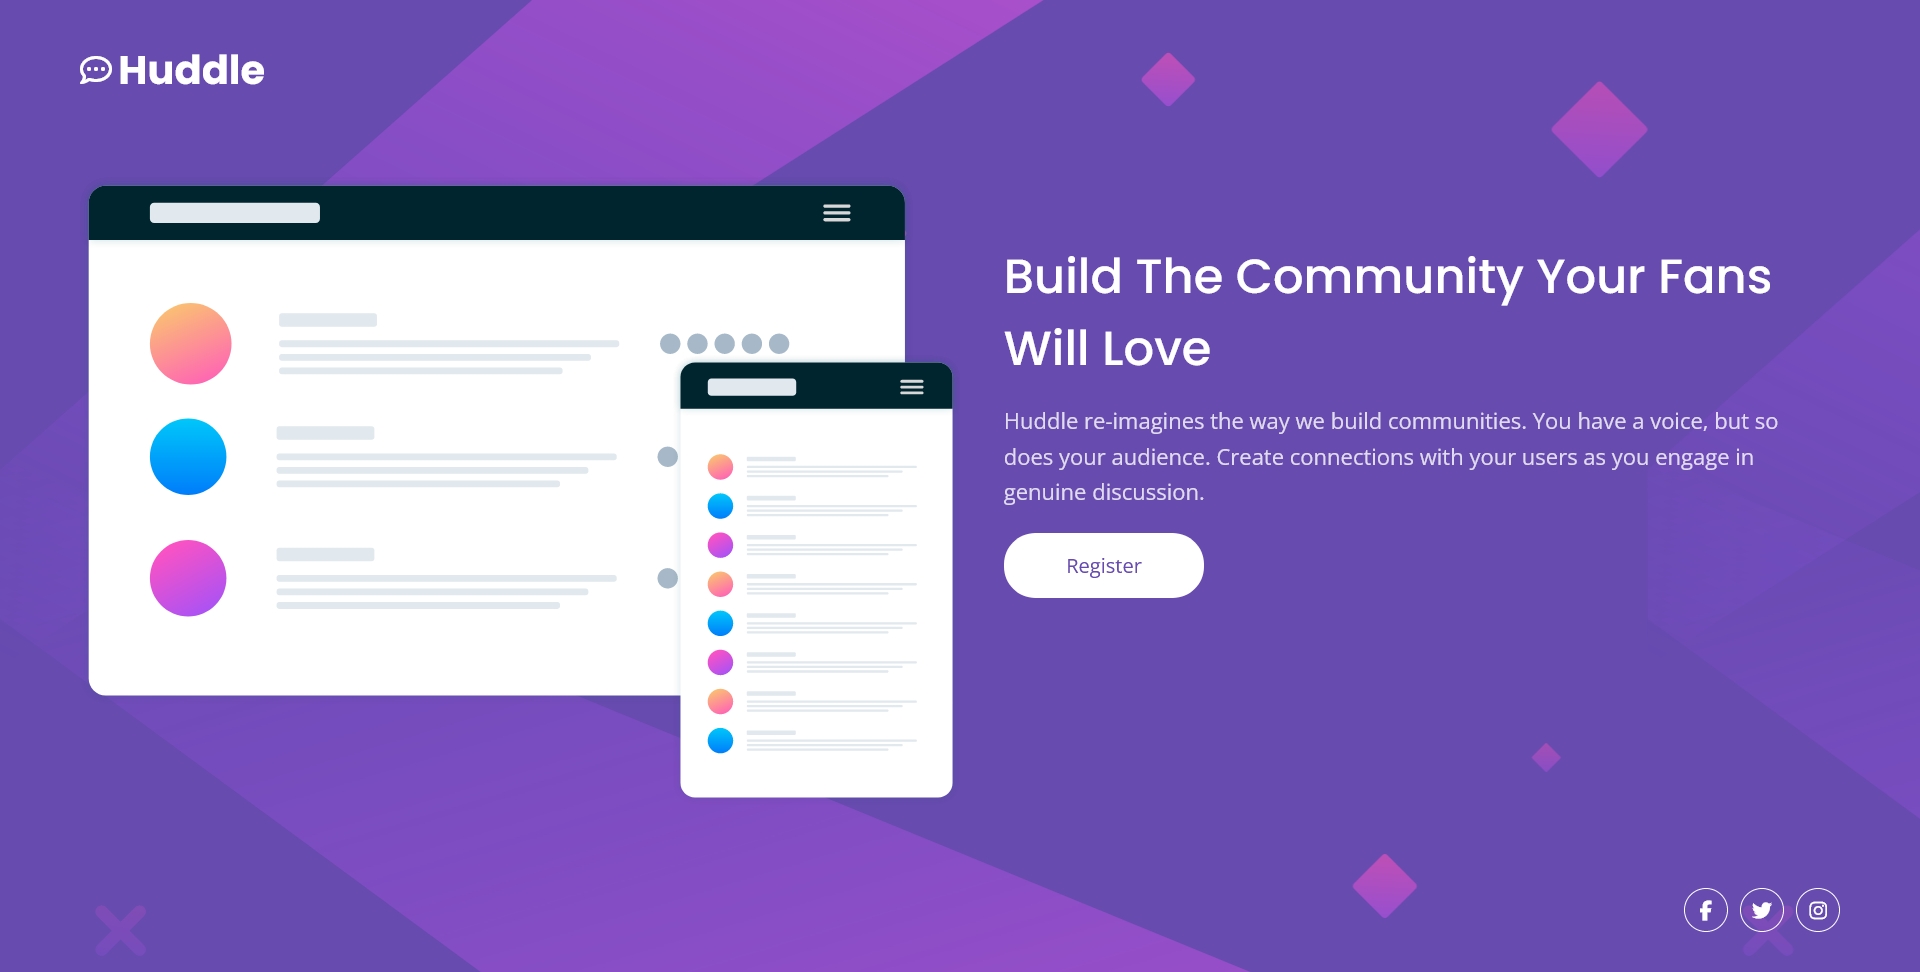 Huddle
Build The Community Your Fans
Will Love
Huddle re-imagines the way we build communities. You have a voice, but so
does your audience. Create connections with your users as you engage in
genuine discussion.
Register